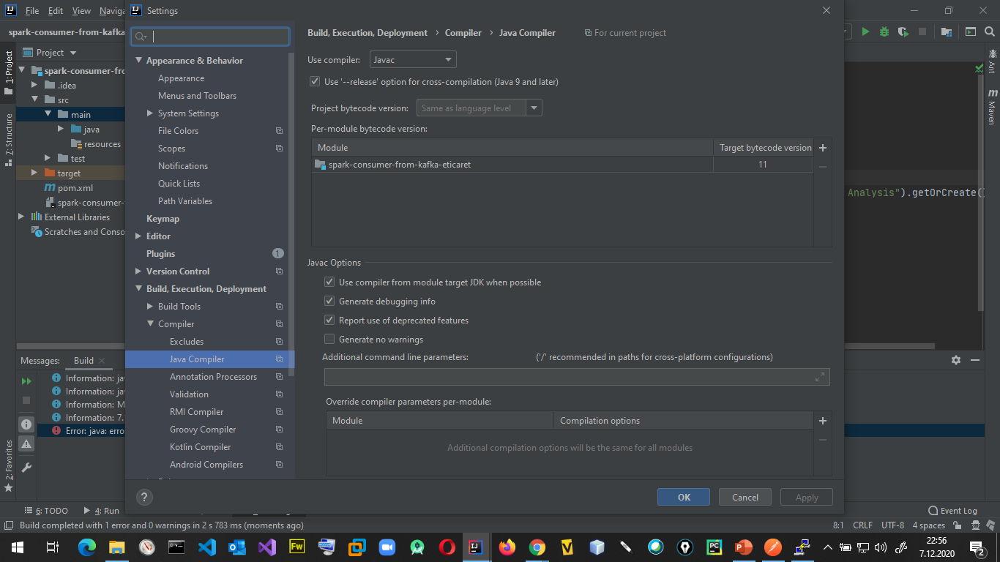 File Edit View Naviga
Settings
spark-consumer-from-kafka
Build, Execution, Deployment › Compiler › Java Compiler For current project
1: Project
7: Structure
2: Favorites
Project
spark-consumer-fro
.idea
src
main
java
resources
test
target
pom.xml
spark-consumer-
External Libraries
Scratches and Conso
Appearance & Behavior
Appearance
Menus and Toolbars
System Settings
File Colors
Scopes
Notifications
Quick Lists
Path Variables
Keymap
Editor
Plugins 1
Version Control
Build, Execution, Deployment
Build Tools
Compiler
Excludes
Java Compiler
Annotation Processors
Validation
RMI Compiler
Groovy Compiler
Kotlin Compiler
Android Compilers
Use compiler: Javac
Use '--release' option for cross-compilation (Java 9 and later)
Project bytecode version: Same as language level
Per-module bytecode version:
Module Target bytecode version
spark-consumer-from-kafka-eticaret 11
Javac Options
Use compiler from module target JDK when possible
Generate debugging info
Report use of deprecated features
Generate no warnings
Additional command line parameters: ('/' recommended in paths for cross-platform configurations)
Override compiler parameters per-module:
Module Compilation options
Additional compilation options will be the same for all modules
? OK Cancel Apply
Ant
m Maven
Analysis").getOrCreate()
Messages: Build
Information: jav
Information: jav
Information: M
Information: 7.
Error: java: erro
6: TODO 4: Run Event Log
Build completed with 1 error and 0 warnings in 2 s 783 ms (moments ago) 8:1 CRLF UTF-8 4 spaces
22:56
7.12.2020
2